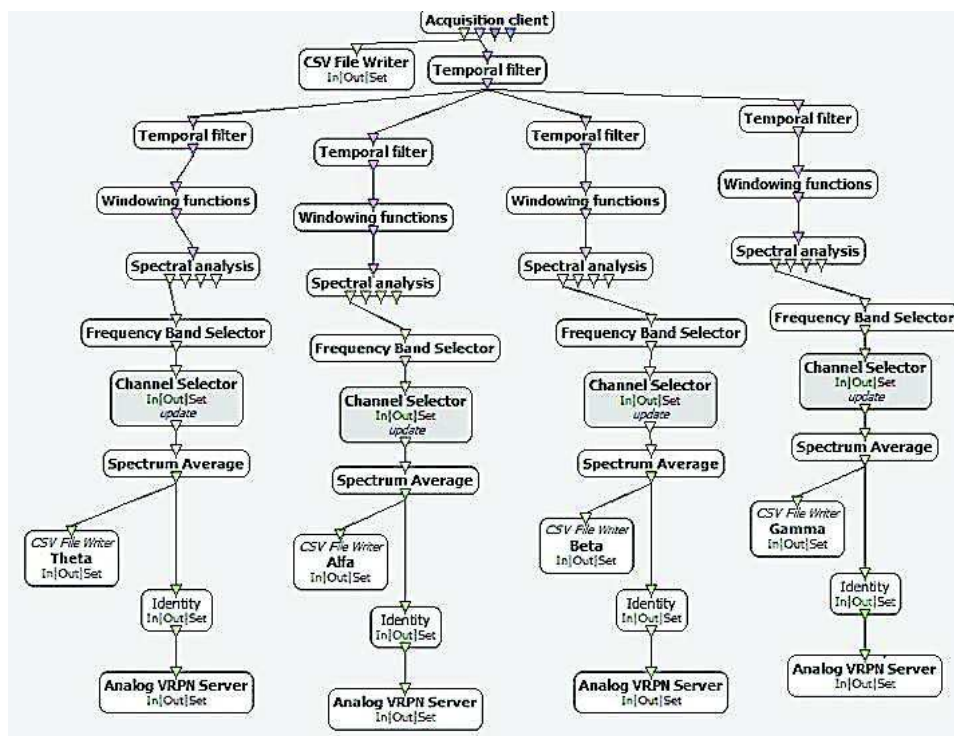 Acquisition client
CSV File Writer
In|Out|Set
Temporal filter
Temporal filter
Windowing functions
Spectral analysis
Frequency Band Selector
Channel Selector
In|Out|Set
update
Spectrum Average
CSV File Writer
Theta
In|Out|Set
Identity
In|Out|Set
Analog VRPN Server
In|Out|Set
Temporal filter
Windowing functions
Spectral analysis
Frequency Band Selector
Channel Selector
In|Out|Set
update
Spectrum Average
CSV File Writer
Alfa
In|Out|Set
Identity
In|Out|Set
Analog VRPN Server
In|Out|Set
Temporal filter
Windowing functions
Spectral analysis
Frequency Band Selector
Channel Selector
In|Out|Set
update
Spectrum Average
CSV File Writer
Beta
In|Out|Set
Identity
In|Out|Set
Analog VRPN Server
In|Out|Set
Temporal filter
Windowing functions
Spectral analysis
Frequency Band Selector
Channel Selector
In|Out|Set
update
Spectrum Average
CSV File Writer
Gamma
In|Out|Set
Identity
In|Out|Set
Analog VRPN Server
In|Out|Set